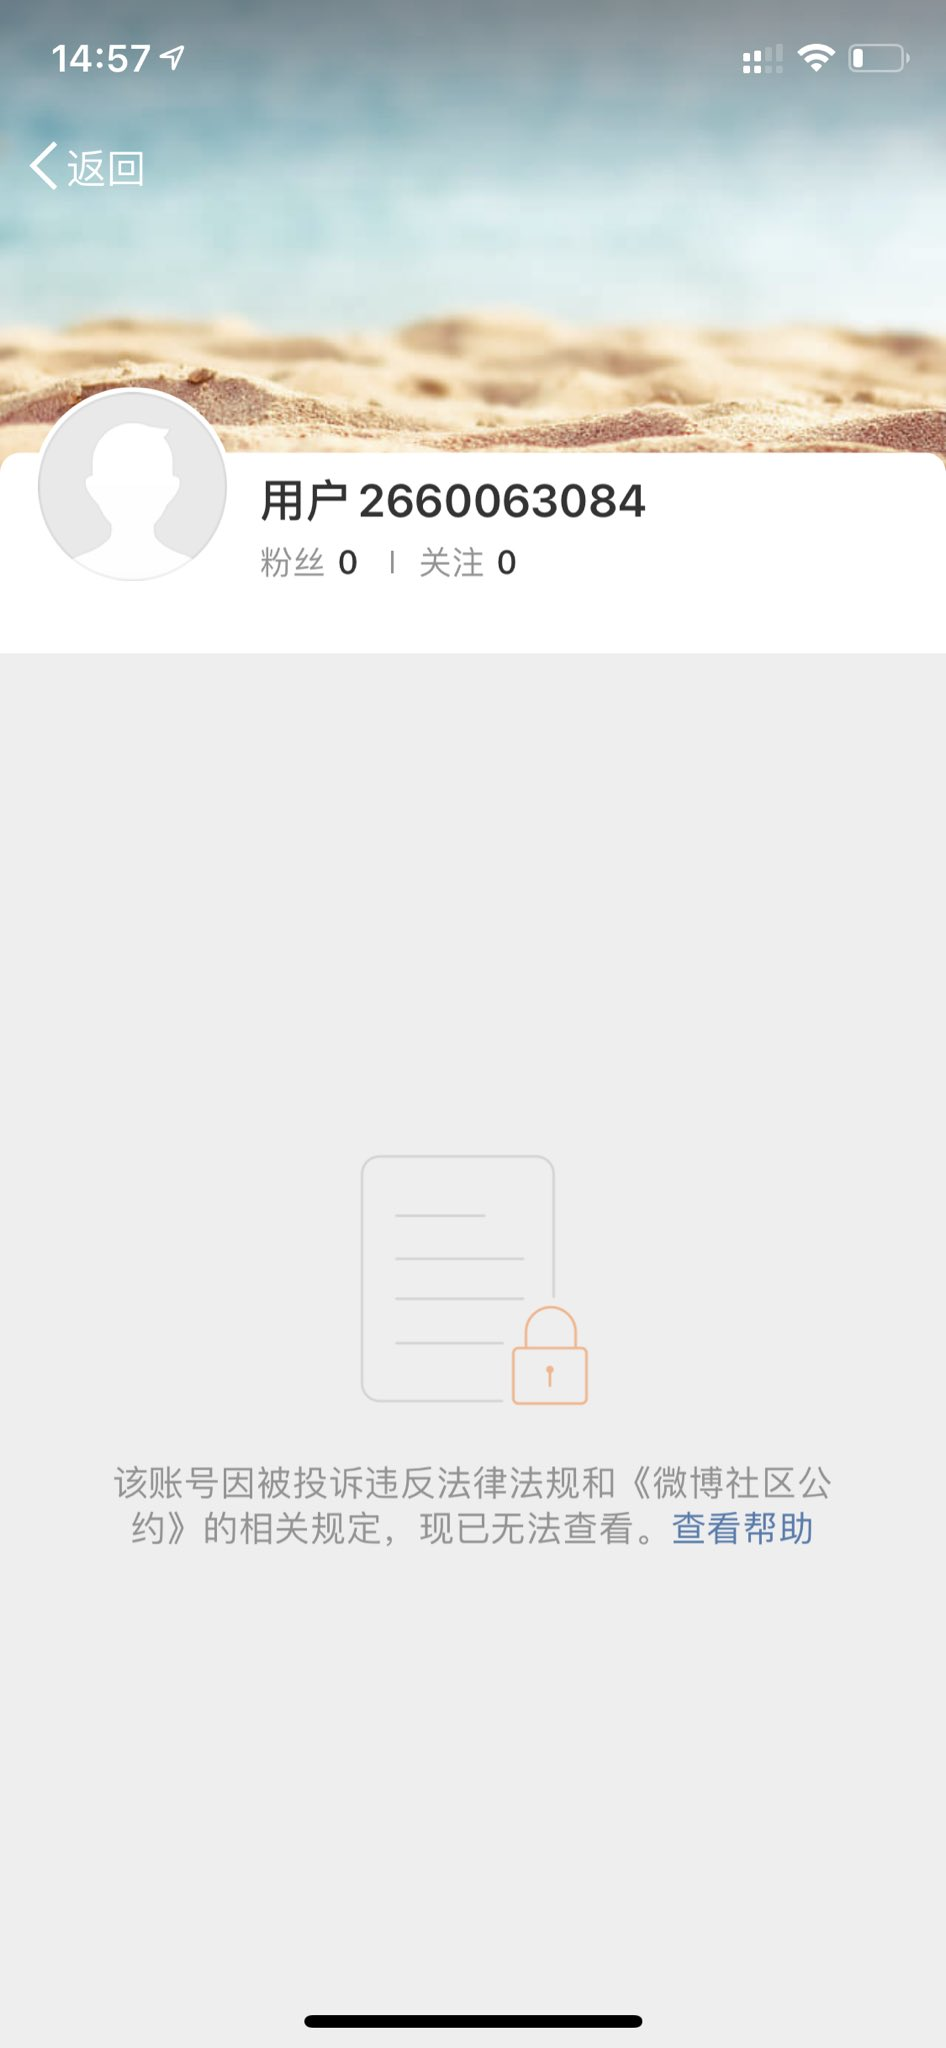 14:57
返回
用户2660063084
粉丝 0 | 关注 0
该账号因被投诉违反法律法规和《微博社区公
约》的相关规定，现已无法查看。查看帮助